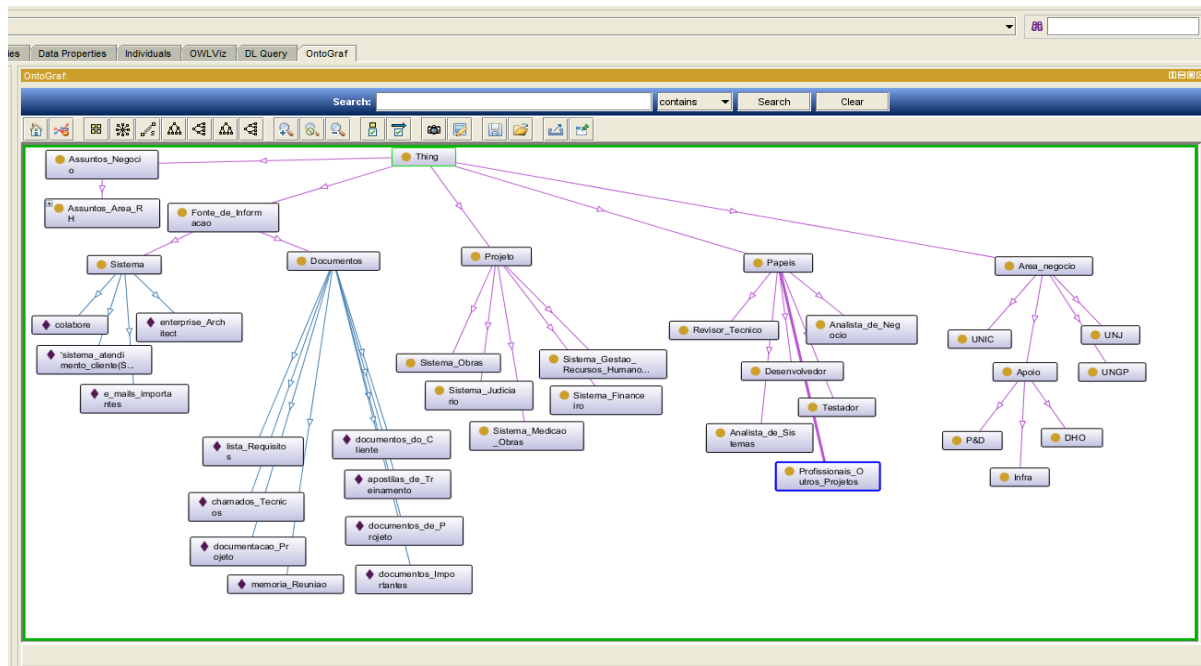 ies Data Properties Individuals OWLViz DL Query OntoGraf
OntoGraf:
Search: contains Search Clear
Thing
Assuntos_Negoci
o
Assuntos_Area_R
H
Fonte_de_Inform
acao
Sistema
Documentos
Projeto
Papeis
Area_negocio
colabore
enterprise_Arch
itect
'sistema_atendi
mento_cliente(S...
e_mails_importa
ntes
lista_Requisito
s
documentos_do_C
liente
chamados_Tecnic
os
apostilas_de_Tr
einamento
documentacao_Pr
ojeto
documentos_de_P
rojeto
memoria_Reuniao
documentos_Impo
rtantes
Sistema_Obras
Sistema_Gestao_
Recursos_Humano...
Sistema_Judicia
rio
Sistema_Finance
iro
Sistema_Medicao
_Obras
Revisor_Tecnico
Analista_de_Neg
ocio
Desenvolvedor
Testador
Analista_de_Sis
temas
Profissionais_O
utros_Projetos
UNIC
UNJ
Apoio
UNGP
P&D
DHO
Infra